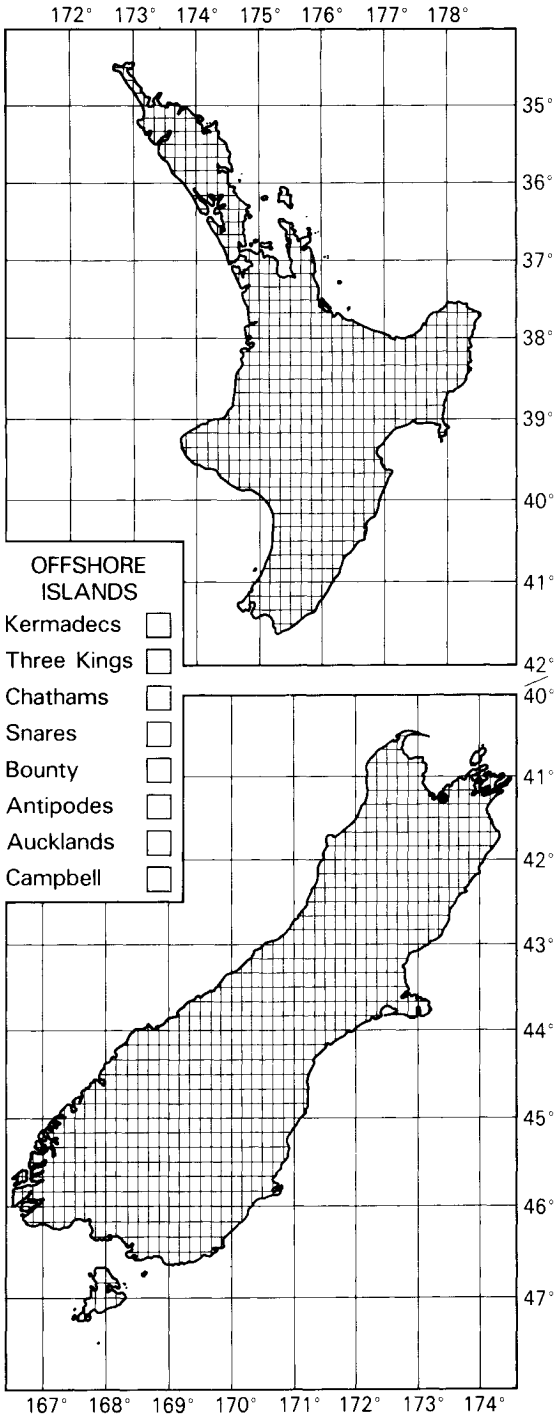 172° 173° 174° 175° 176° 177° 178°
35°
36°
37°
38°
39°
40°
41°
42°
OFFSHORE
ISLANDS
Kermadecs
Three Kings
Chathams
Snares
Bounty
Antipodes
Aucklands
Campbell
40°
41°
42°
43°
44°
45°
46°
47°
167° 168° 169° 170° 171° 172° 173° 174°